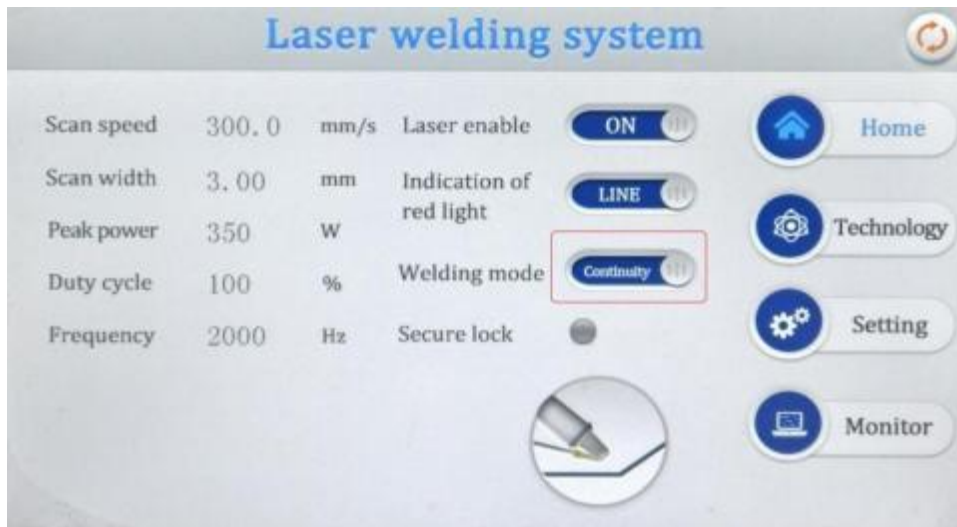 Laser welding system
Scan speed 300.0 mm/s
Scan width 3.00 mm
Peak power 350 W
Duty cycle 100 %
Frequency 2000 Hz
Laser enable ON
Indication of
red light LINE
Welding mode Continuity
Secure lock
Home
Technology
Setting
Monitor